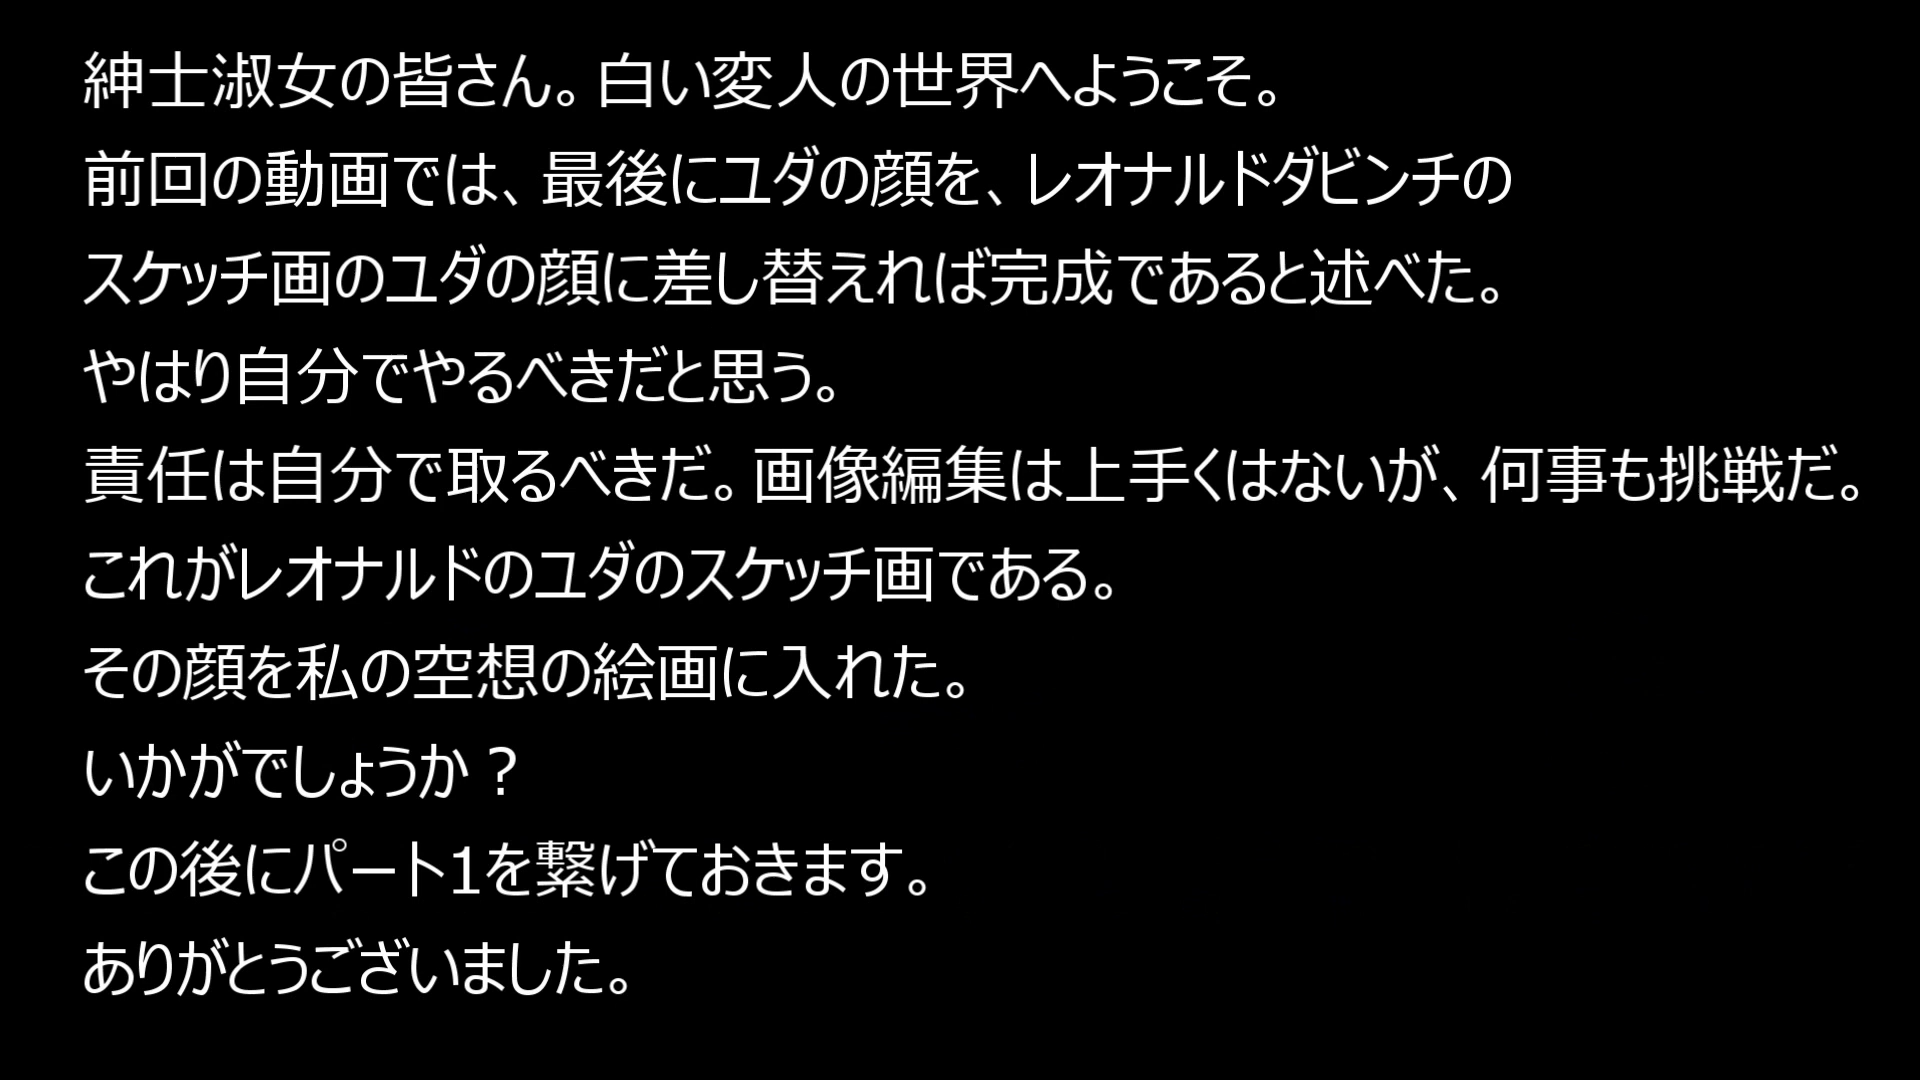 紳士淑女の皆さん。白い変人の世界へようこそ。
前回の動画では、最後にユダの顔を、レオナルドダビンチの
スケッチ画のユダの顔に差し替えれば完成であると述べた。
やはり自分でやるべきだと思う。
責任は自分で取るべきだ。画像編集は上手くはないが、何事も挑戦だ。
これがレオナルドのユダのスケッチ画である。
その顔を私の空想の絵画に入れた。
いかがでしょうか？
この後にパート1を繋げておきます。
ありがとうございました。